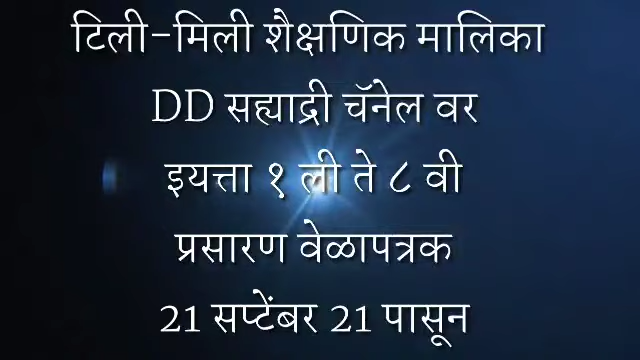 टिली-मिली शैक्षणिक मालिका
DD सह्याद्री चॅनेल वर
इयत्ता १ ली ते ८ वी
प्रसारण वेळापत्रक
21 सप्टेंबर 21 पासून